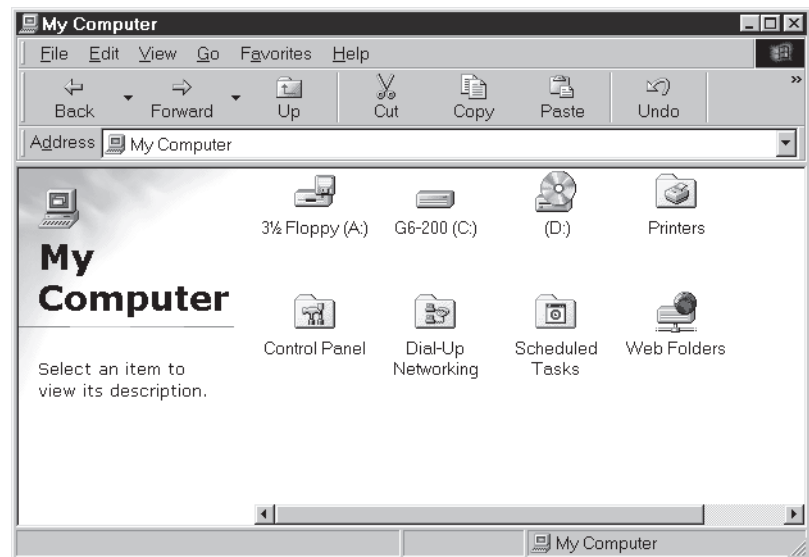 My Computer
File Edit View Go Favorites Help
Back Forward Up Cut Copy Paste Undo »
Address My Computer
My
Computer
Select an item to
view its description.
3½ Floppy (A:) G6-200 (C:) (D:) Printers
Control Panel Dial-Up
Networking Scheduled
Tasks Web Folders
My Computer